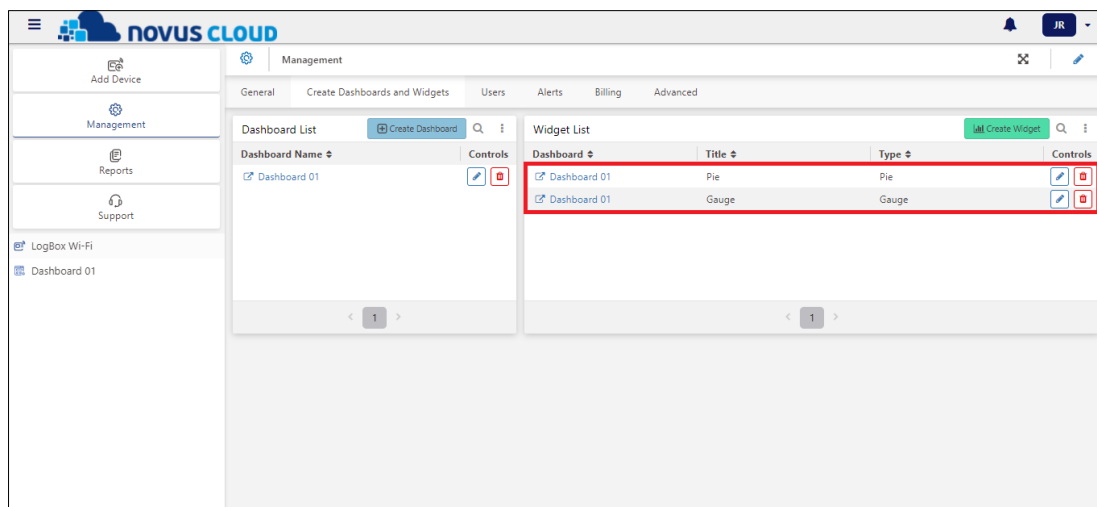 NOVUS CLOUD
JR
Add Device
Management
Reports
Support
LogBox Wi-Fi
Dashboard 01
Management
General Create Dashboards and Widgets Users Alerts Billing Advanced
Dashboard List Create Dashboard
Dashboard Name Controls
Dashboard 01
1
Widget List Create Widget
Dashboard Title Type Controls
Dashboard 01 Pie Pie
Dashboard 01 Gauge Gauge
1